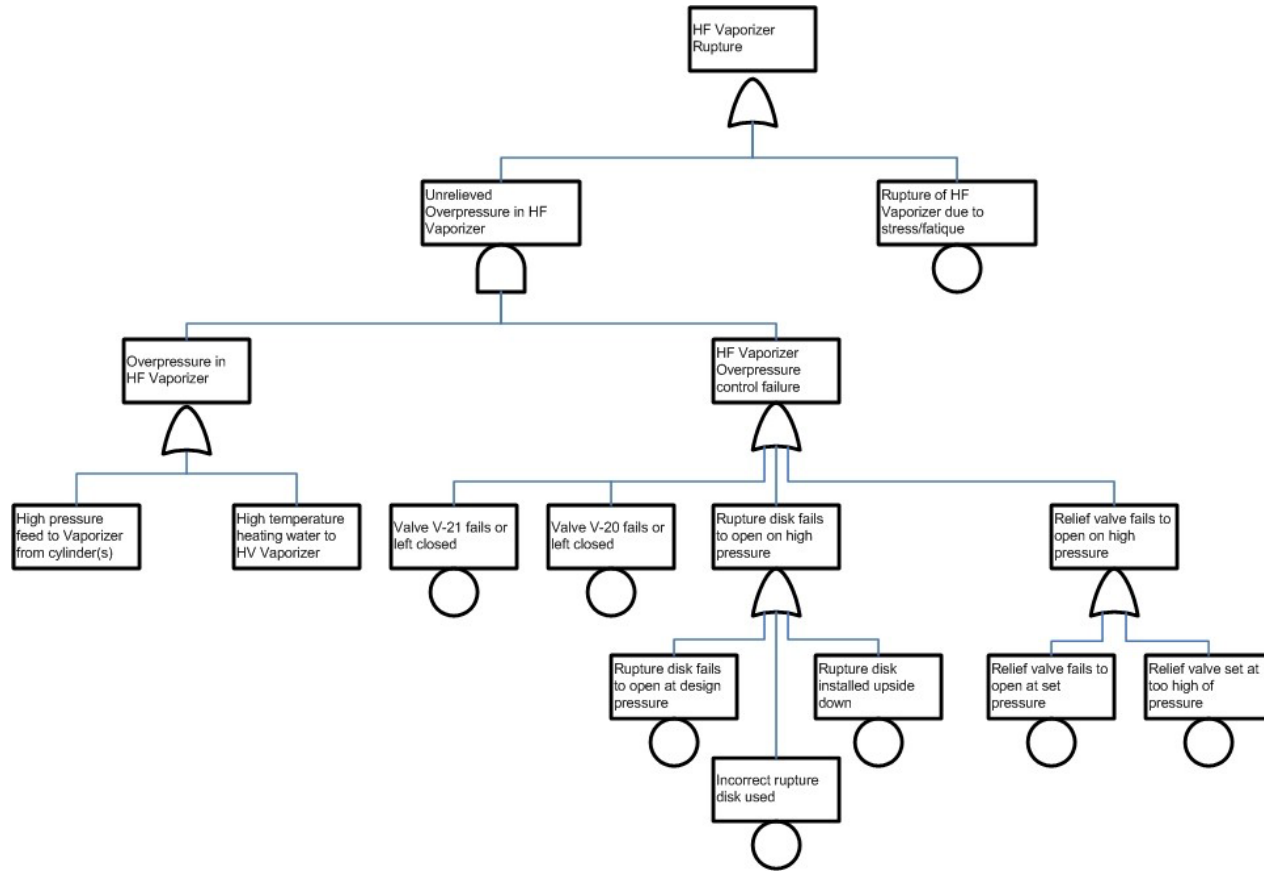 HF Vaporizer
Rupture
Unrelieved
Overpressure in HF
Vaporizer
Rupture of HF
Vaporizer due to
stress/fatique
Overpressure in
HF Vaporizer
HF Vaporizer
Overpressure
control failure
High pressure
feed to Vaporizer
from cylinder(s)
High temperature
heating water to
HV Vaporizer
Valve V-21 fails or
left closed
Valve V-20 fails or
left closed
Rupture disk fails
to open on high
pressure
Relief valve fails to
open on high
pressure
Rupture disk fails
to open at design
pressure
Rupture disk
installed upside
down
Relief valve fails to
open at set
pressure
Relief valve set at
too high of
pressure
Incorrect rupture
disk used